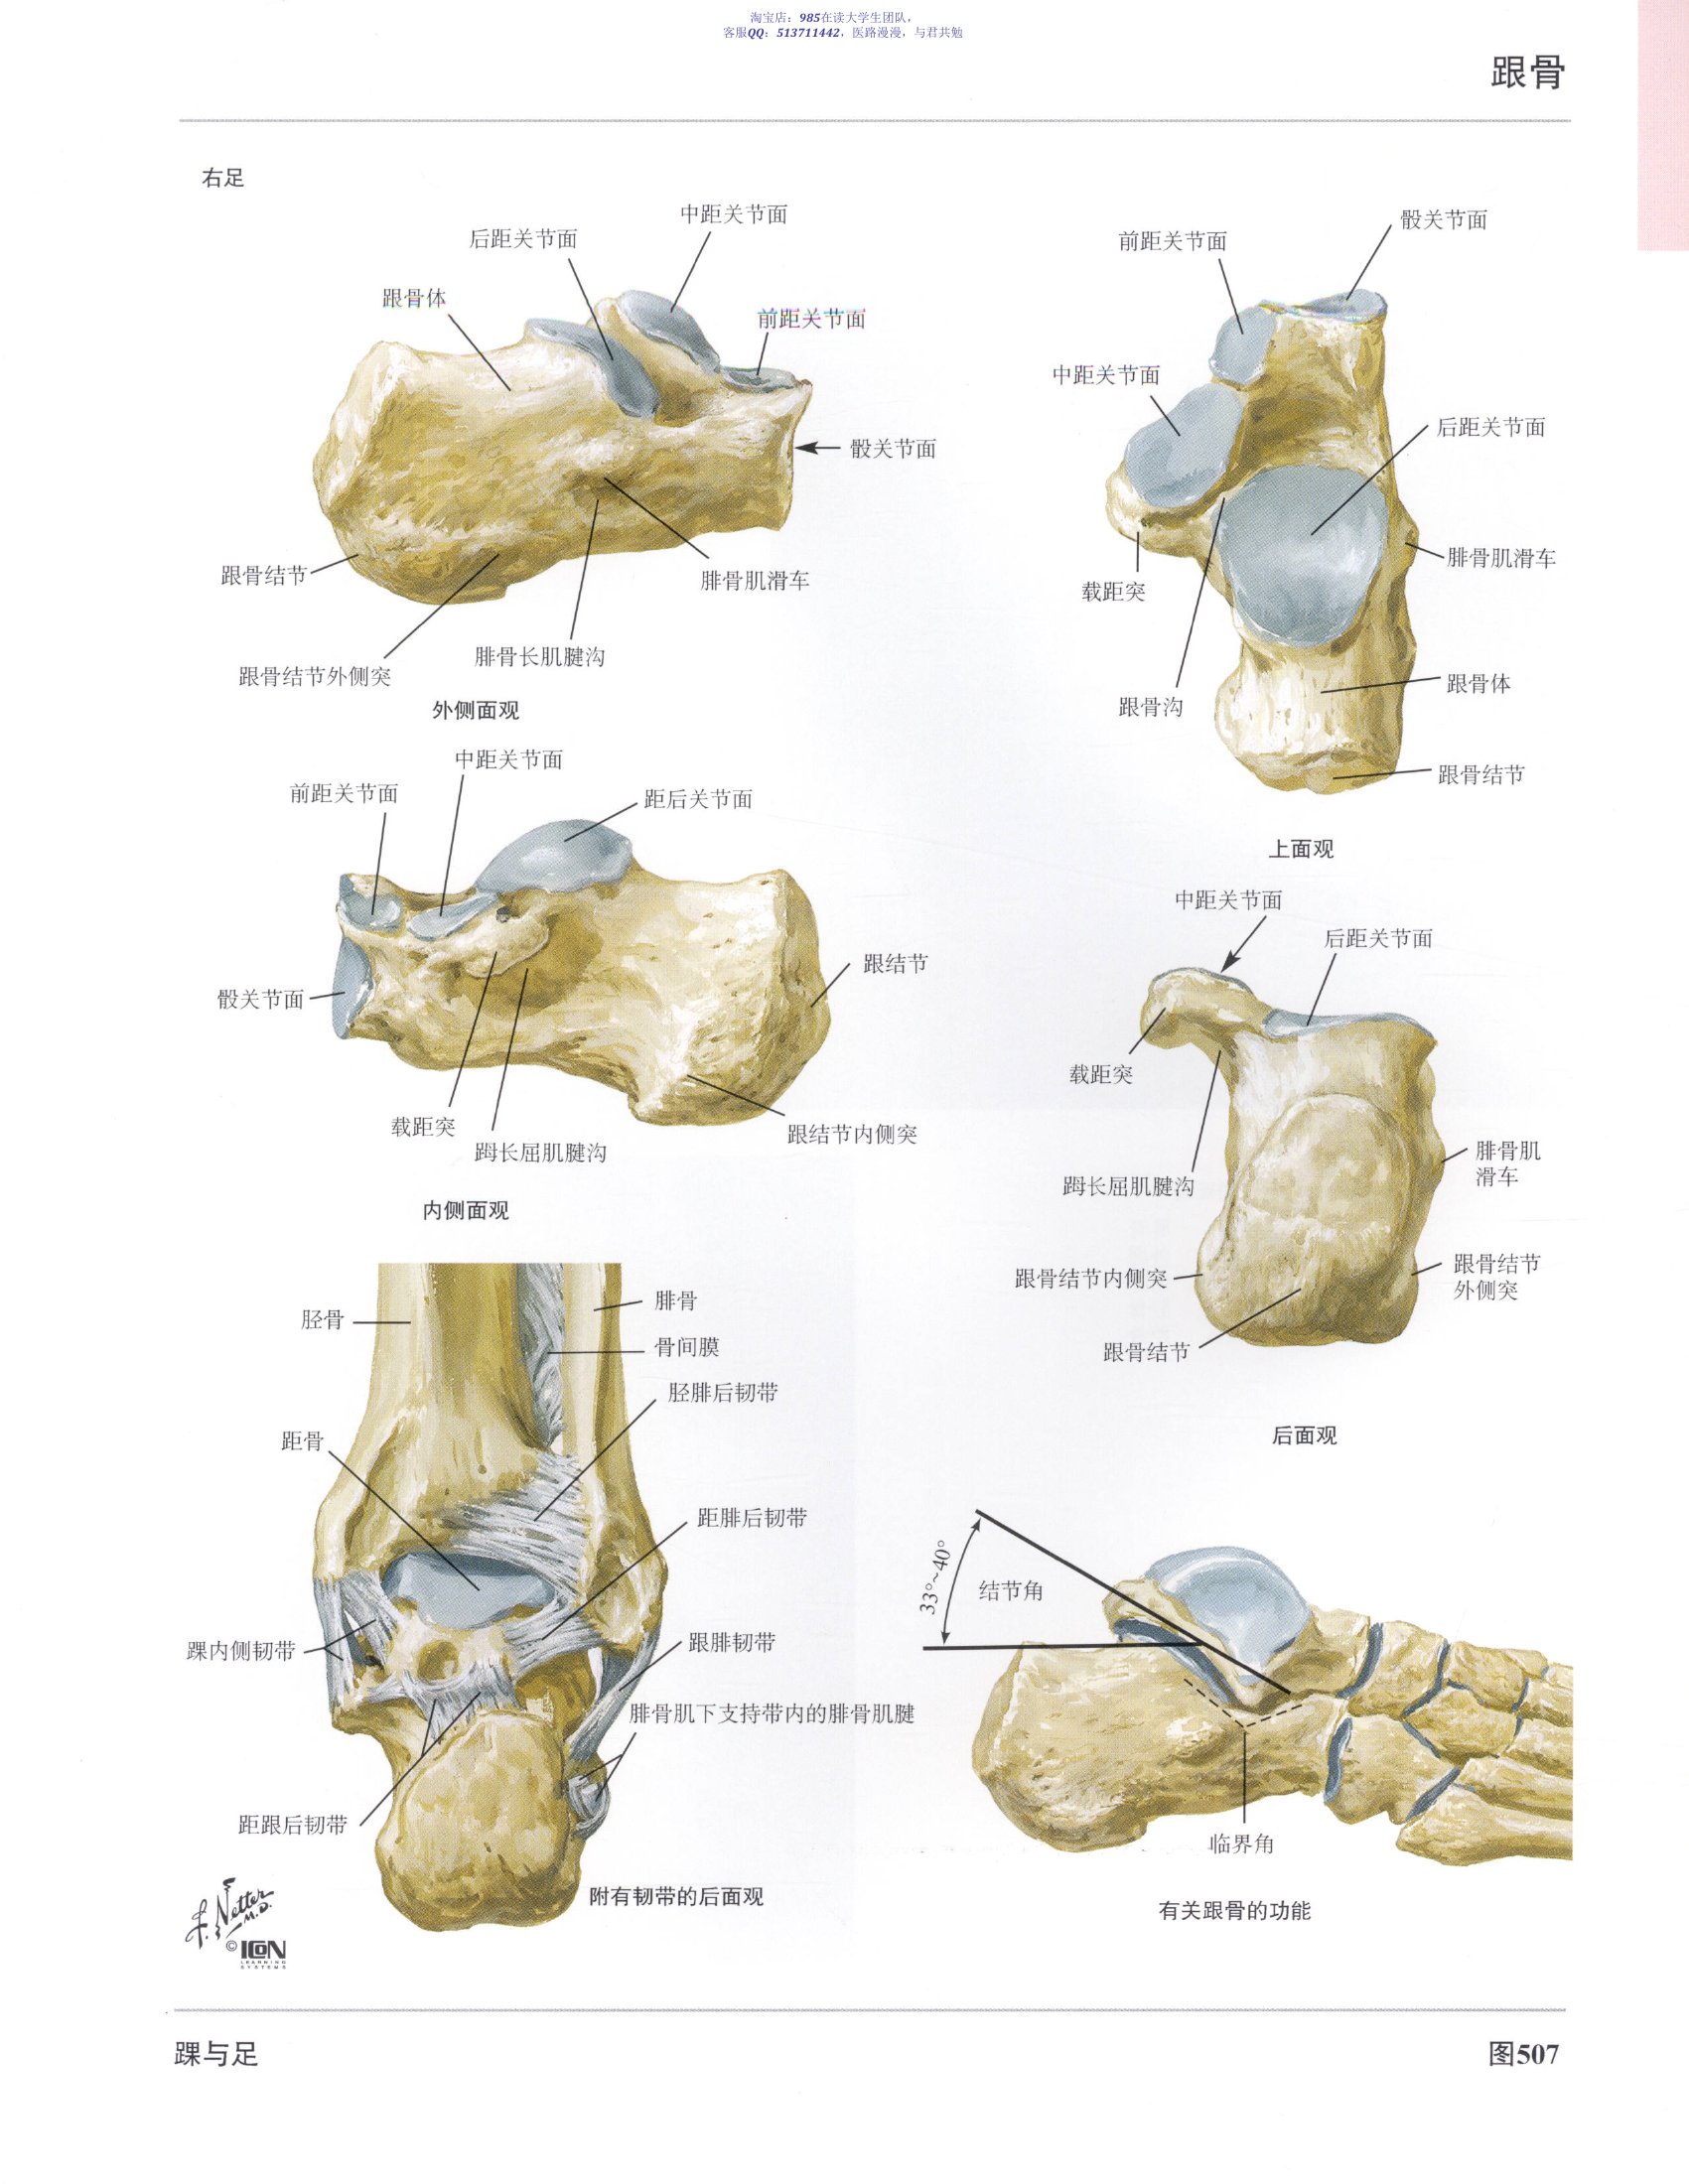 淘宝店：985在读大学生团队，
客服QQ：513711442，医路漫漫，与君共勉
跟骨
右足
中距关节面
后距关节面
跟骨体
前距关节面
骰关节面
跟骨结节
腓骨肌滑车
腓骨长肌腱沟
跟骨结节外侧突
外侧面观
骰关节面
前距关节面
中距关节面
后距关节面
腓骨肌滑车
载距突
跟骨体
跟骨沟
跟骨结节
上面观
中距关节面
前距关节面
距后关节面
跟结节
骰关节面
载距突
跟结节内侧突
𧿹长屈肌腱沟
内侧面观
中距关节面
后距关节面
载距突
腓骨肌
滑车
𧿹长屈肌腱沟
跟骨结节内侧突
跟骨结节
外侧突
跟骨结节
后面观
腓骨
胫骨
骨间膜
胫腓后韧带
距骨
距腓后韧带
踝内侧韧带
跟腓韧带
腓骨肌下支持带内的腓骨肌腱
距跟后韧带
附有韧带的后面观
F. Netter
M.D.
© ICON
LEARNING
SYSTEMS
33°~40°
结节角
临界角
有关跟骨的功能
踝与足
图507